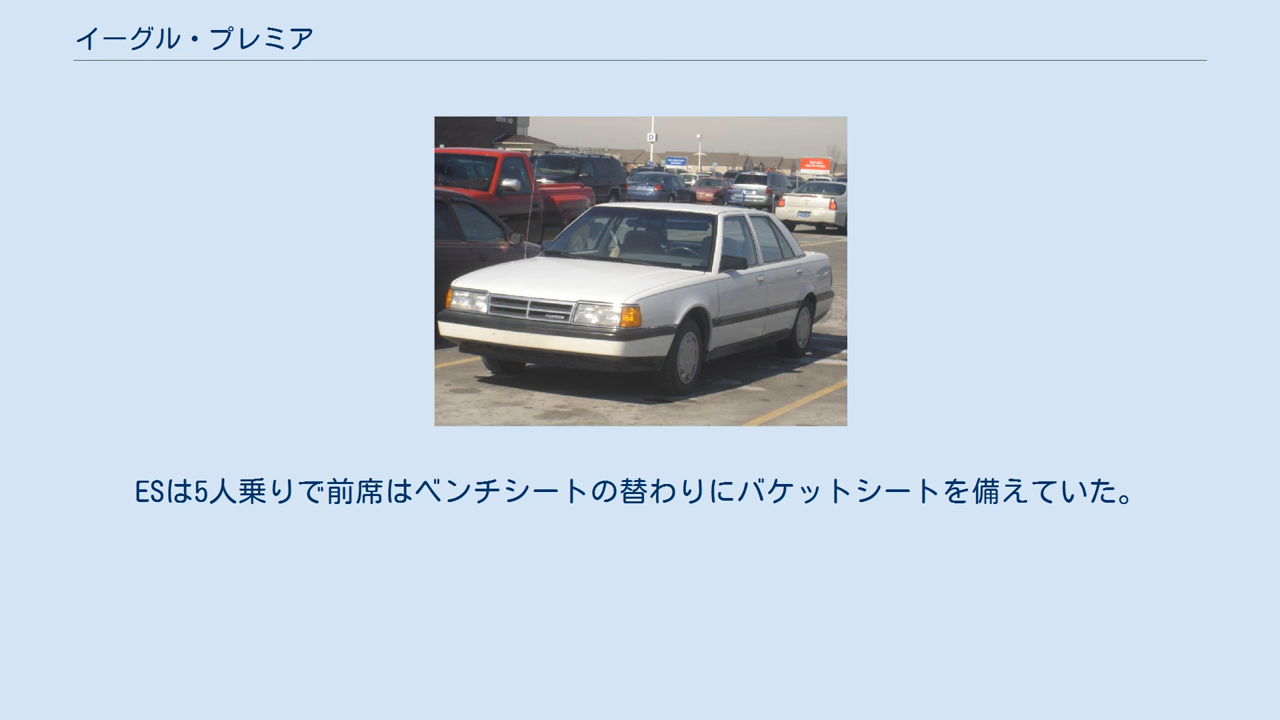 イーグル・プレミア
ESは5人乗りで前席はベンチシートの替わりにバケットシートを備えていた。